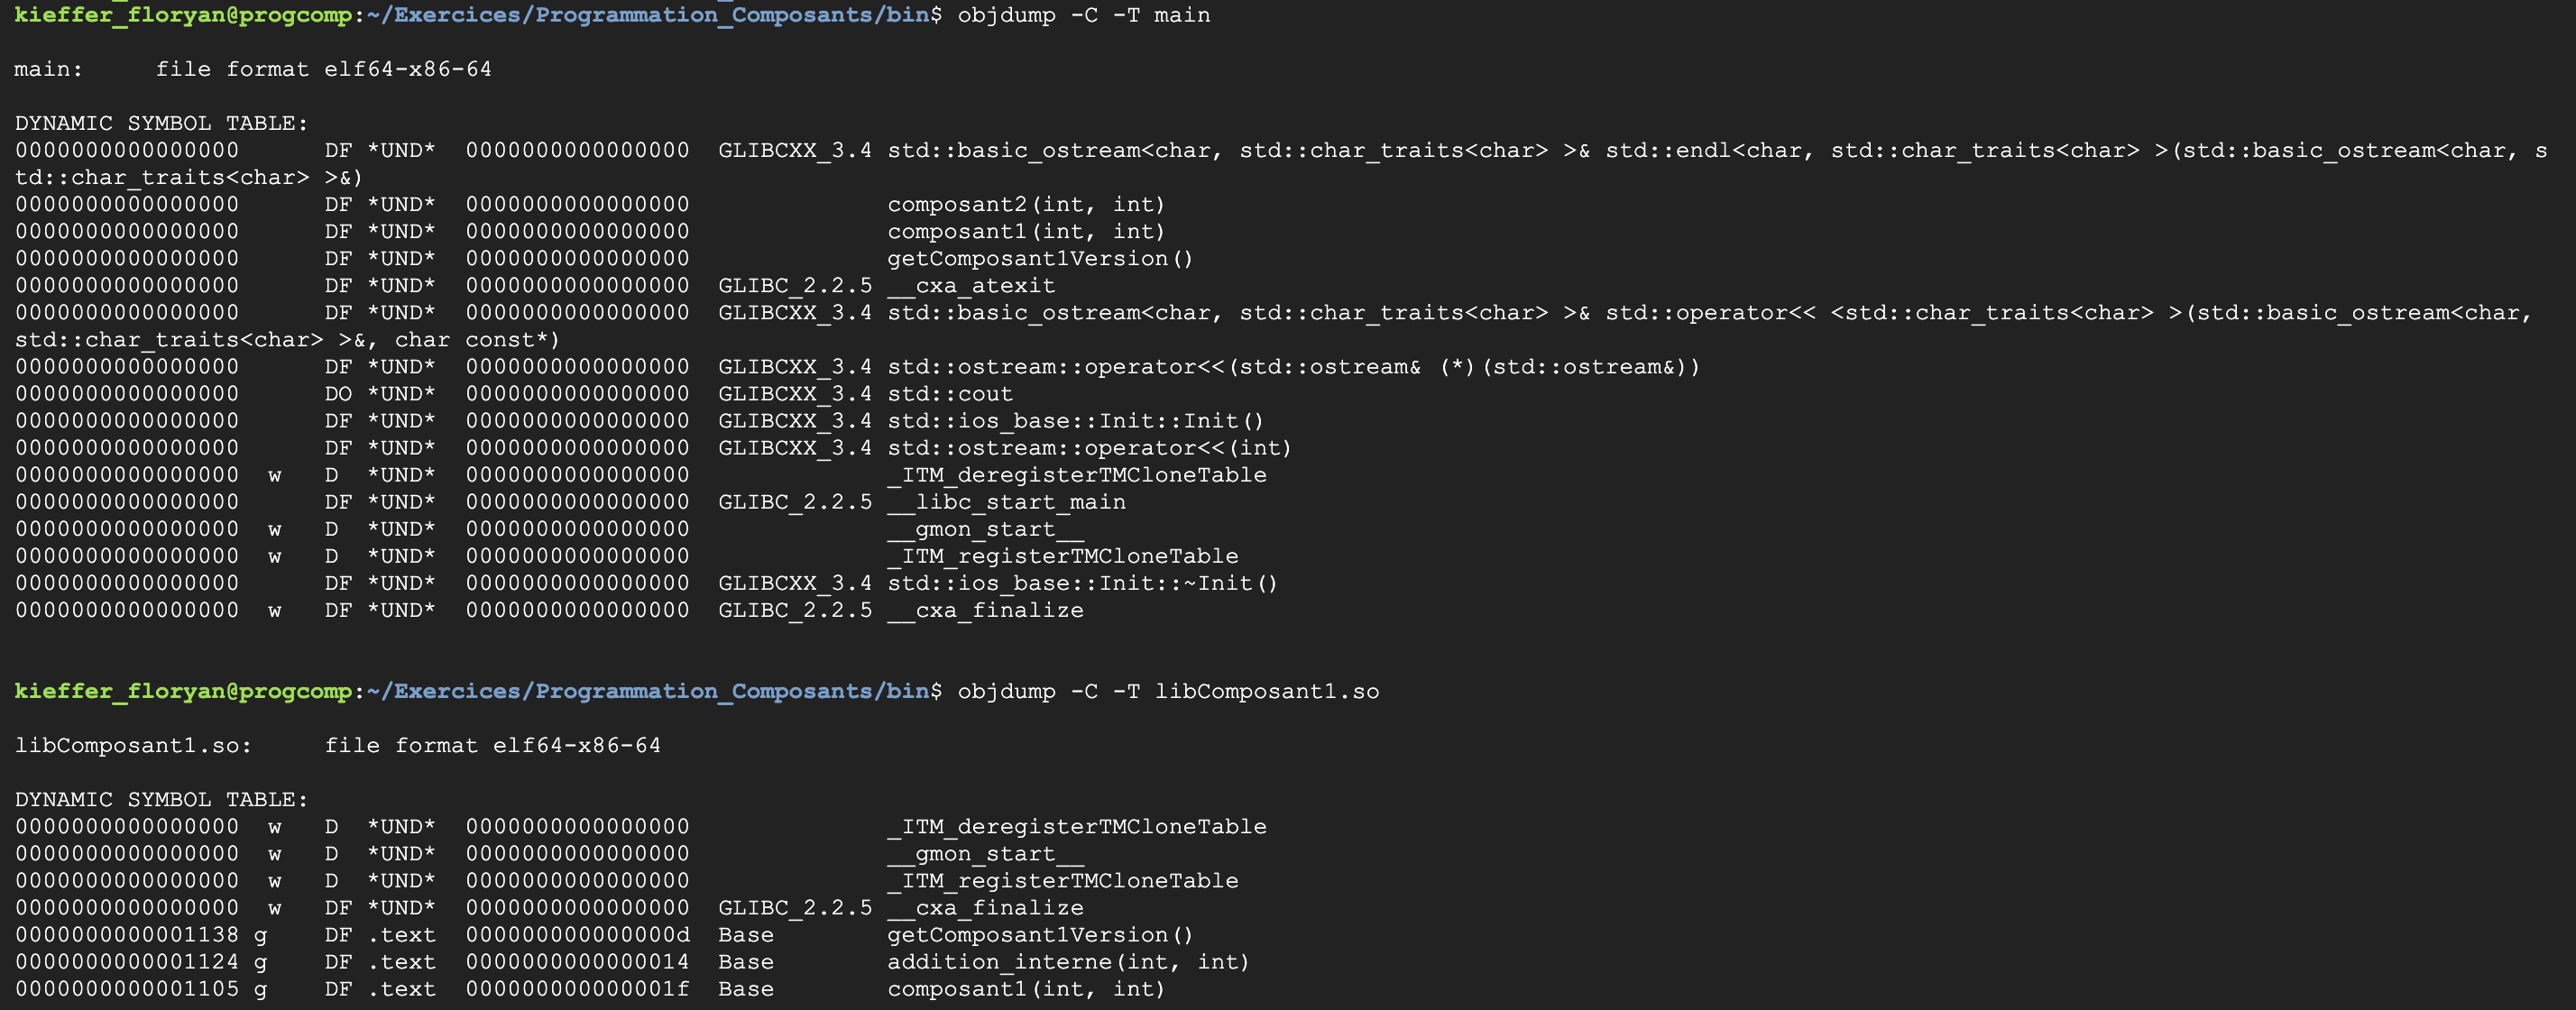 kieffer_floryan@progcomp:~/Exercices/Programmation_Composants/bin$ objdump -C -T main
main:     file format elf64-x86-64
DYNAMIC SYMBOL TABLE:
0000000000000000      DF *UND*  0000000000000000  GLIBCXX_3.4 std::basic_ostream<char, std::char_traits<char> >& std::endl<char, std::char_traits<char> >(std::basic_ostream<char, s
td::char_traits<char> >&)
0000000000000000      DF *UND*  0000000000000000              composant2(int, int)
0000000000000000      DF *UND*  0000000000000000              composant1(int, int)
0000000000000000      DF *UND*  0000000000000000              getComposant1Version()
0000000000000000      DF *UND*  0000000000000000  GLIBC_2.2.5 __cxa_atexit
0000000000000000      DF *UND*  0000000000000000  GLIBCXX_3.4 std::basic_ostream<char, std::char_traits<char> >& std::operator<< <std::char_traits<char> >(std::basic_ostream<char,
std::char_traits<char> >&, char const*)
0000000000000000      DF *UND*  0000000000000000  GLIBCXX_3.4 std::ostream::operator<<(std::ostream& (*)(std::ostream&))
0000000000000000      DO *UND*  0000000000000000  GLIBCXX_3.4 std::cout
0000000000000000      DF *UND*  0000000000000000  GLIBCXX_3.4 std::ios_base::Init::Init()
0000000000000000      DF *UND*  0000000000000000  GLIBCXX_3.4 std::ostream::operator<<(int)
0000000000000000  w   D  *UND*  0000000000000000              _ITM_deregisterTMCloneTable
0000000000000000      DF *UND*  0000000000000000  GLIBC_2.2.5 __libc_start_main
0000000000000000  w   D  *UND*  0000000000000000              __gmon_start__
0000000000000000  w   D  *UND*  0000000000000000              _ITM_registerTMCloneTable
0000000000000000      DF *UND*  0000000000000000  GLIBCXX_3.4 std::ios_base::Init::~Init()
0000000000000000  w   DF *UND*  0000000000000000  GLIBC_2.2.5 __cxa_finalize
kieffer_floryan@progcomp:~/Exercices/Programmation_Composants/bin$ objdump -C -T libComposant1.so
libComposant1.so:     file format elf64-x86-64
DYNAMIC SYMBOL TABLE:
0000000000000000  w   D  *UND*  0000000000000000              _ITM_deregisterTMCloneTable
0000000000000000  w   D  *UND*  0000000000000000              __gmon_start__
0000000000000000  w   D  *UND*  0000000000000000              _ITM_registerTMCloneTable
0000000000000000  w   DF *UND*  0000000000000000  GLIBC_2.2.5 __cxa_finalize
0000000000001138 g    DF .text  000000000000000d  Base        getComposant1Version()
0000000000001124 g    DF .text  0000000000000014  Base        addition_interne(int, int)
0000000000001105 g    DF .text  000000000000001f  Base        composant1(int, int)